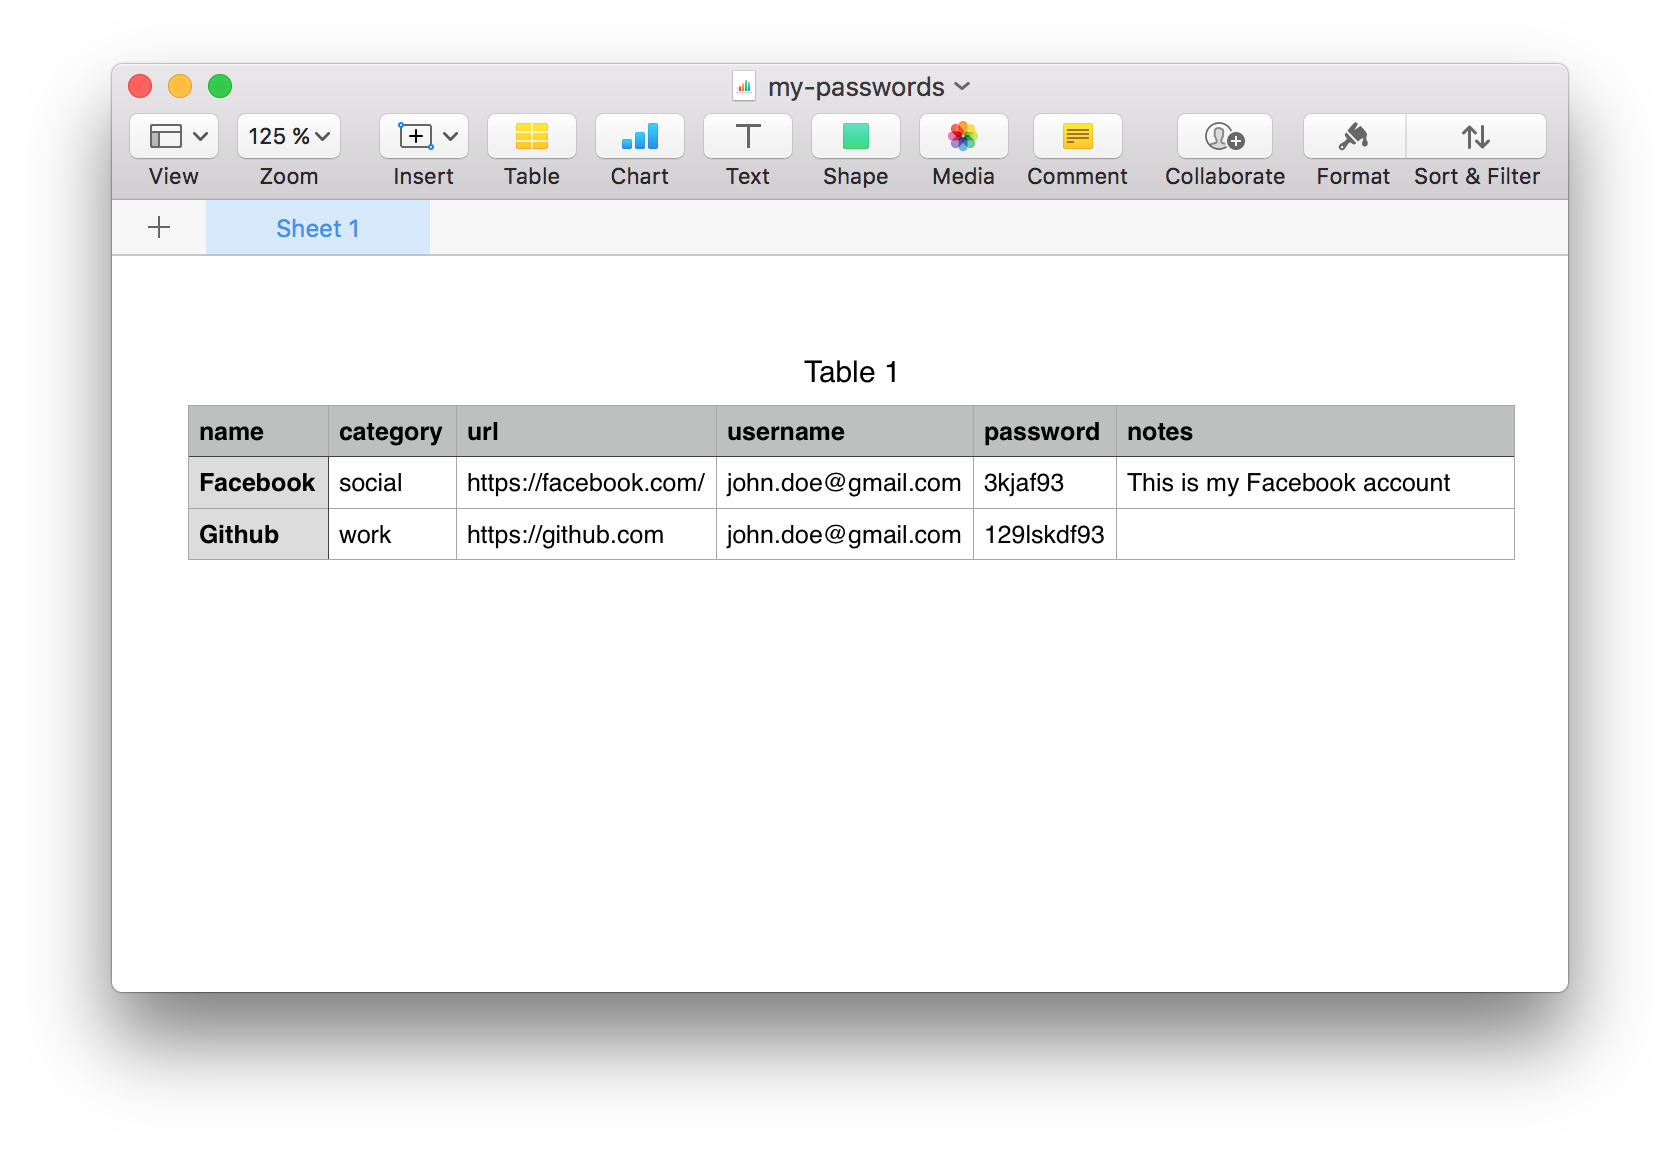 my-passwords
125 %
View Zoom Insert Table Chart Text Shape Media Comment Collaborate Format Sort & Filter
Sheet 1
Table 1
name category url username password notes
Facebook social https://facebook.com/ john.doe@gmail.com 3kjaf93 This is my Facebook account
Github work https://github.com john.doe@gmail.com 129lskdf93